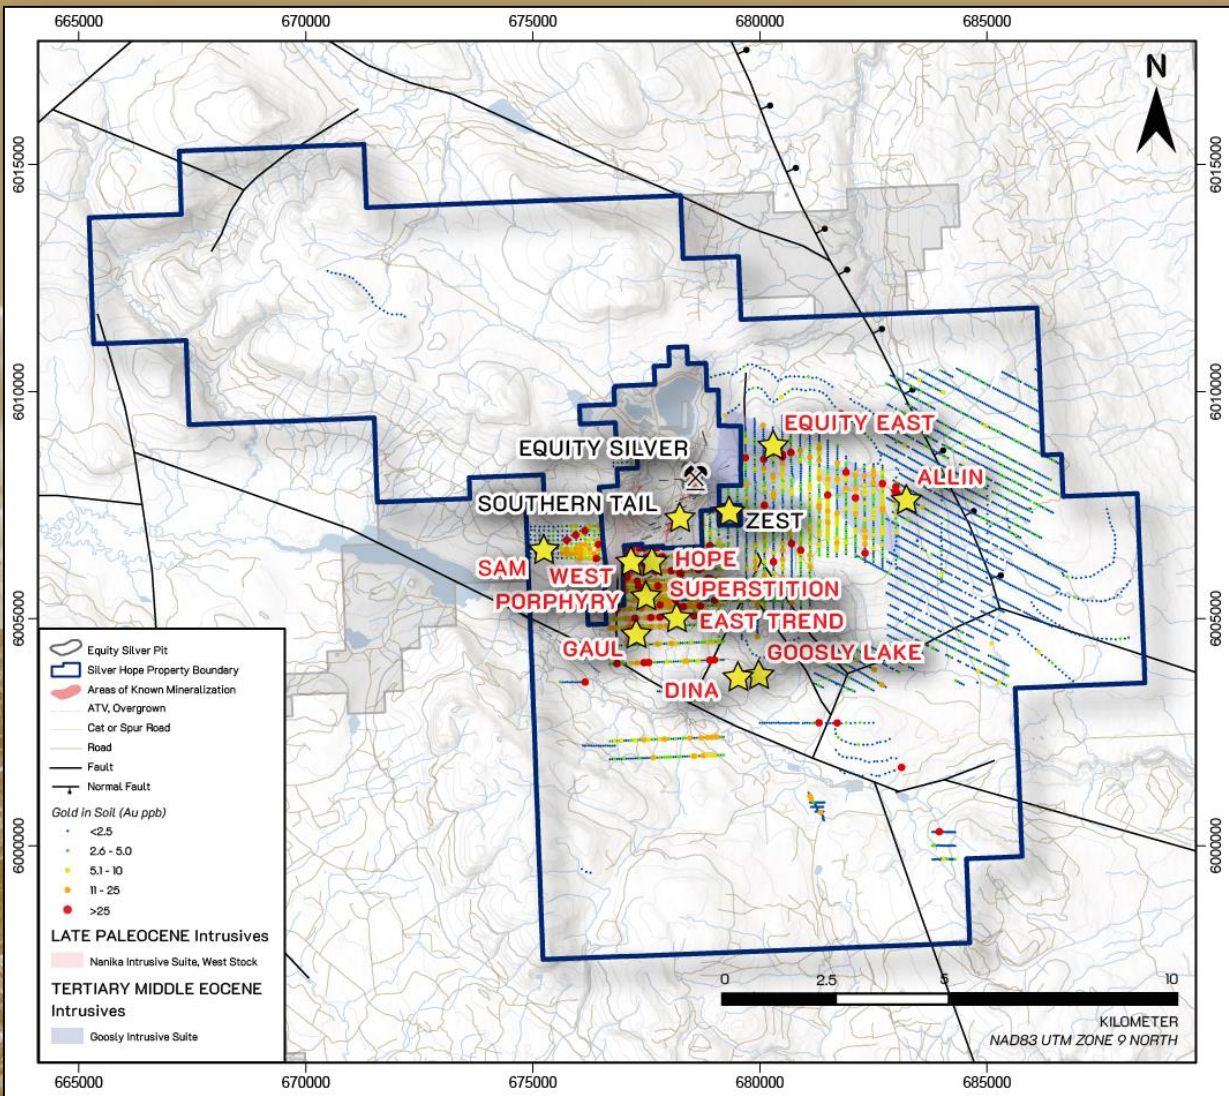 665000 670000 675000 680000 685000
N
6015000 6015000
6010000 6010000
EQUITY EAST
EQUITY SILVER
ALLIN
SOUTHERN TAIL
ZEST
SAM WEST HOPE
PORPHYRY SUPERSTITION
EAST TREND
6005000 6005000
GAUL GOOSLY LAKE
DINA
Equity Silver Pit
Silver Hope Property Boundary
Areas of Known Mineralization
ATV, Overgrown
Cat or Spur Road
Road
Fault
Normal Fault
Gold in Soil (Au ppb)
<2.5
2.6 - 5.0
5.1 - 10
11 - 25
>25
6000000 6000000
LATE PALEOCENE Intrusives
Nanika Intrusive Suite, West Stock
TERTIARY MIDDLE EOCENE
Intrusives
Goosly Intrusive Suite
0 2.5 5 10
KILOMETER
NAD83 UTM ZONE 9 NORTH
665000 670000 675000 680000 685000